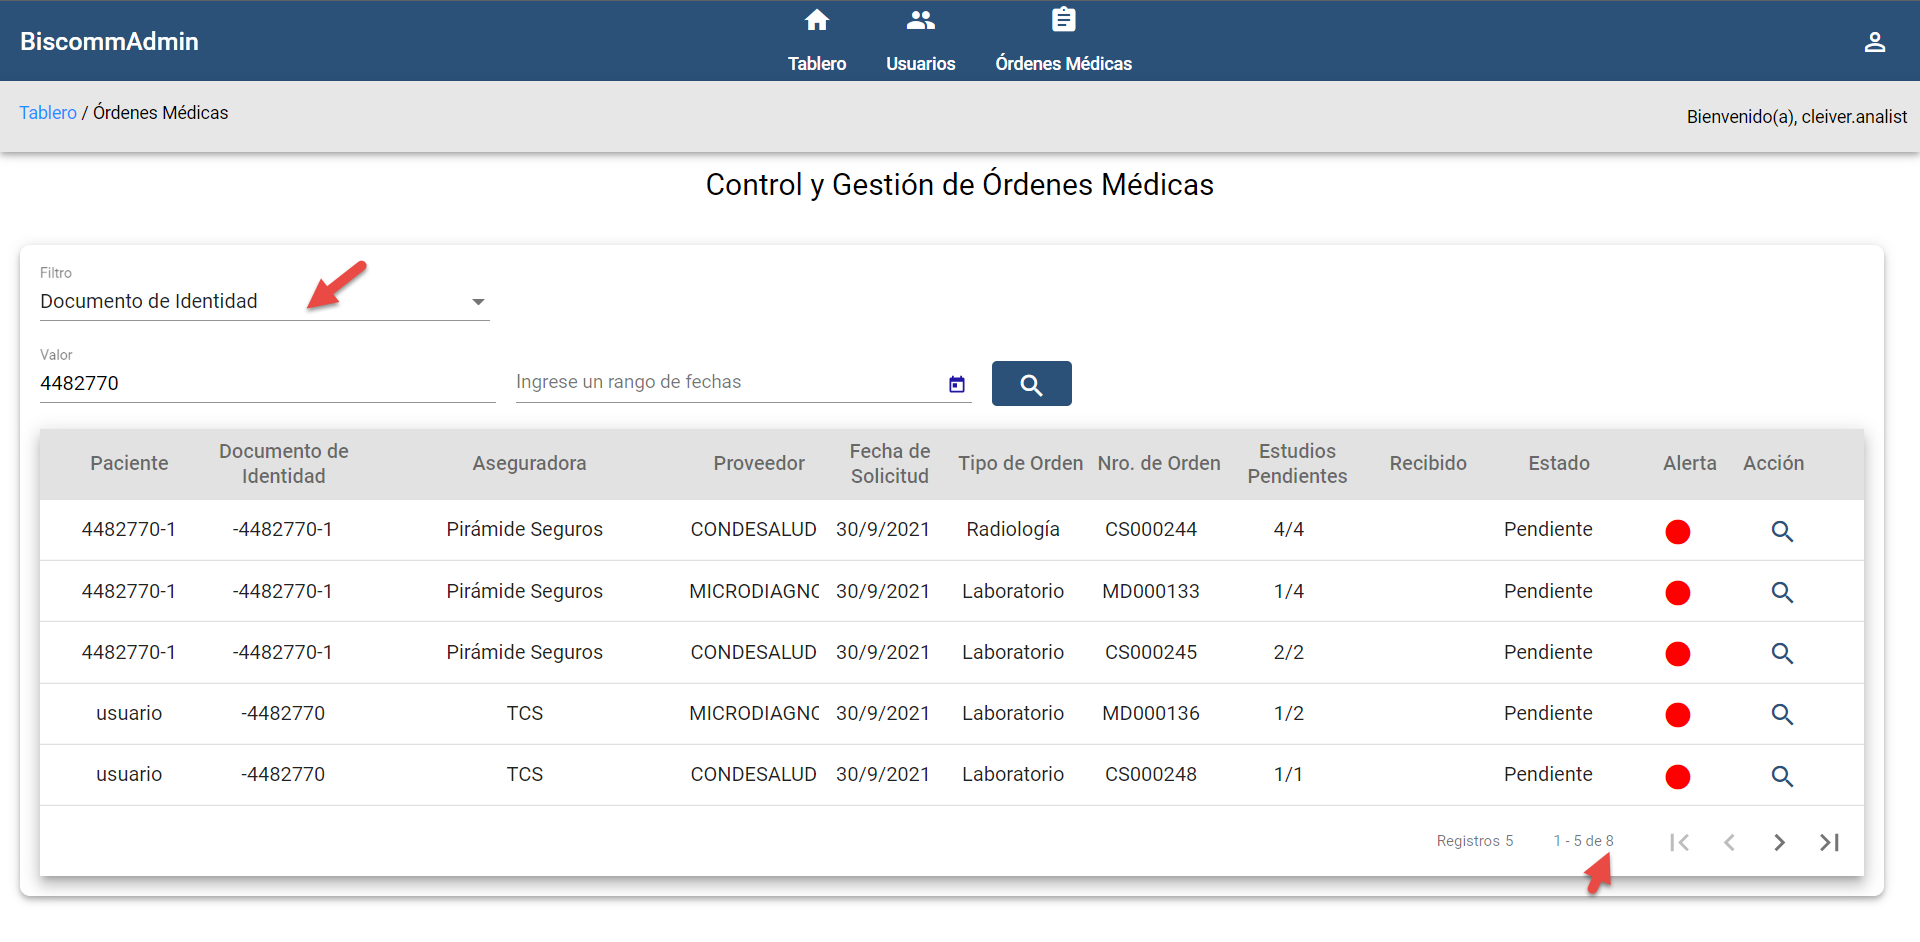 BiscommAdmin
Tablero
Usuarios
Órdenes Médicas
Tablero / Órdenes Médicas
Bienvenido(a), cleiver.analist
Control y Gestión de Órdenes Médicas
Filtro
Documento de Identidad
Valor
4482770
Ingrese un rango de fechas
Paciente Documento de Identidad Aseguradora Proveedor Fecha de Solicitud Tipo de Orden Nro. de Orden Estudios Pendientes Recibido Estado Alerta Acción
4482770-1 -4482770-1 Pirámide Seguros CONDESALUD 30/9/2021 Radiología CS000244 4/4 Pendiente
4482770-1 -4482770-1 Pirámide Seguros MICRODIAGNO 30/9/2021 Laboratorio MD000133 1/4 Pendiente
4482770-1 -4482770-1 Pirámide Seguros CONDESALUD 30/9/2021 Laboratorio CS000245 2/2 Pendiente
usuario -4482770 TCS MICRODIAGNO 30/9/2021 Laboratorio MD000136 1/2 Pendiente
usuario -4482770 TCS CONDESALUD 30/9/2021 Laboratorio CS000248 1/1 Pendiente
Registros 5 1 - 5 de 8